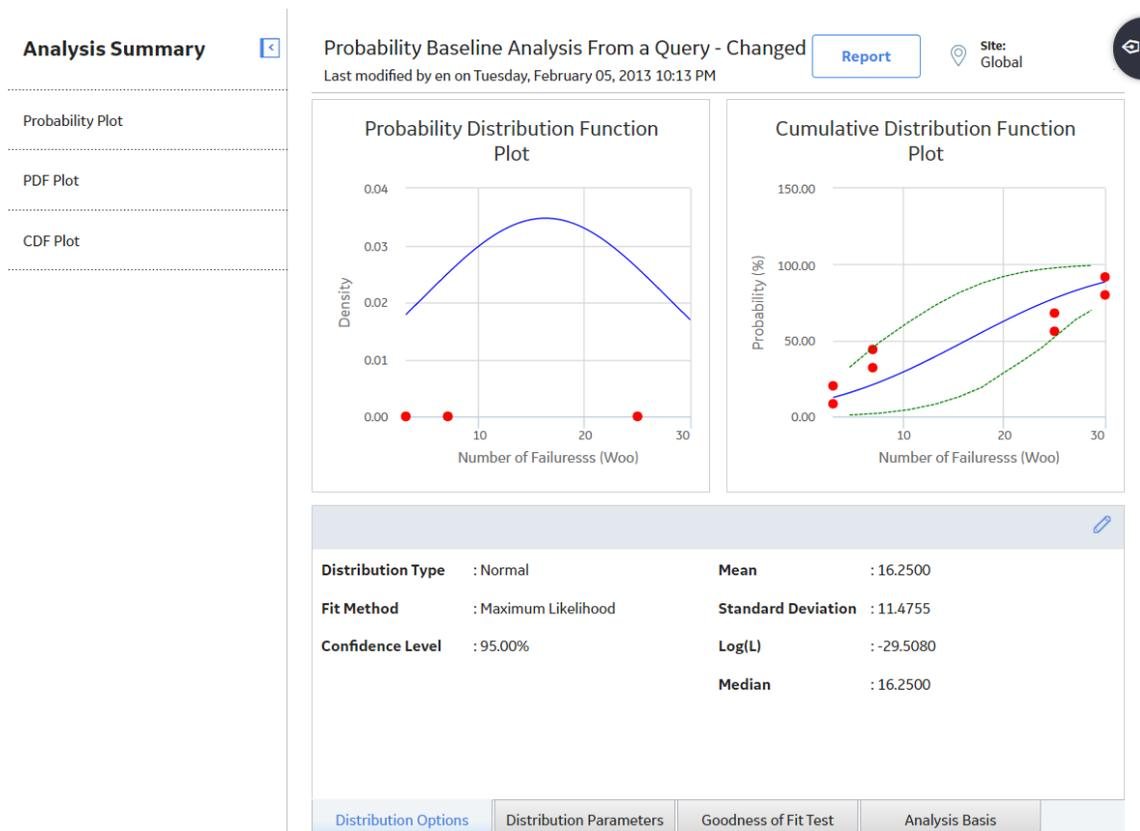 Analysis Summary
Probability Plot
PDF Plot
CDF Plot
Probability Baseline Analysis From a Query - Changed
Last modified by en on Tuesday, February 05, 2013 10:13 PM
Report
Site:
Global
Probability Distribution Function
Plot
0.04
0.03
0.02
0.01
0.00
Density
10 20 30
Number of Failuresss (Woo)
Cumulative Distribution Function
Plot
150.00
100.00
50.00
0.00
Probability (%)
10 20 30
Number of Failuresss (Woo)
Distribution Type : Normal
Fit Method : Maximum Likelihood
Confidence Level : 95.00%
Mean : 16.2500
Standard Deviation : 11.4755
Log(L) : -29.5080
Median : 16.2500
Distribution Options
Distribution Parameters
Goodness of Fit Test
Analysis Basis